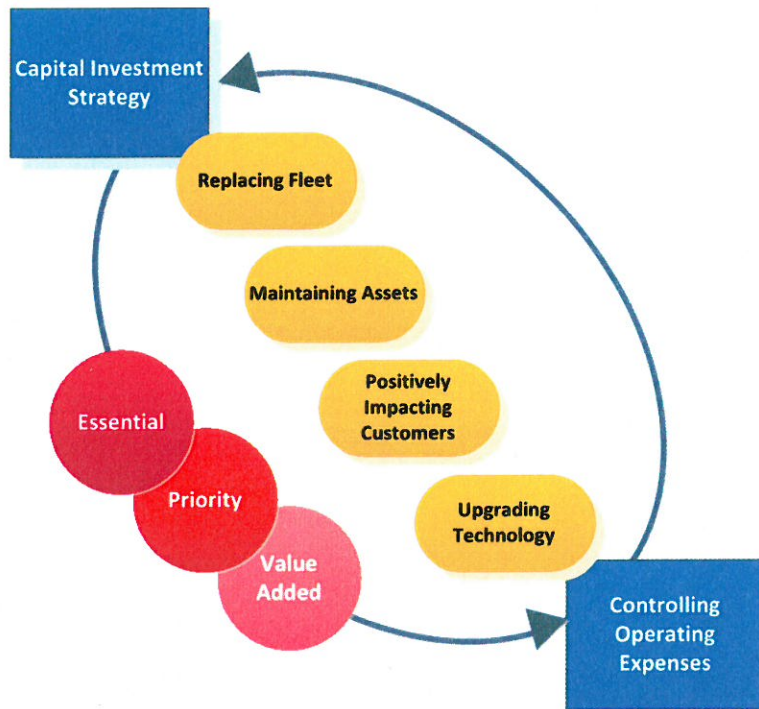 Capital Investment
Strategy
Replacing Fleet
Maintaining Assets
Positively
Impacting
Customers
Essential
Priority
Upgrading
Technology
Value
Added
Controlling
Operating
Expenses